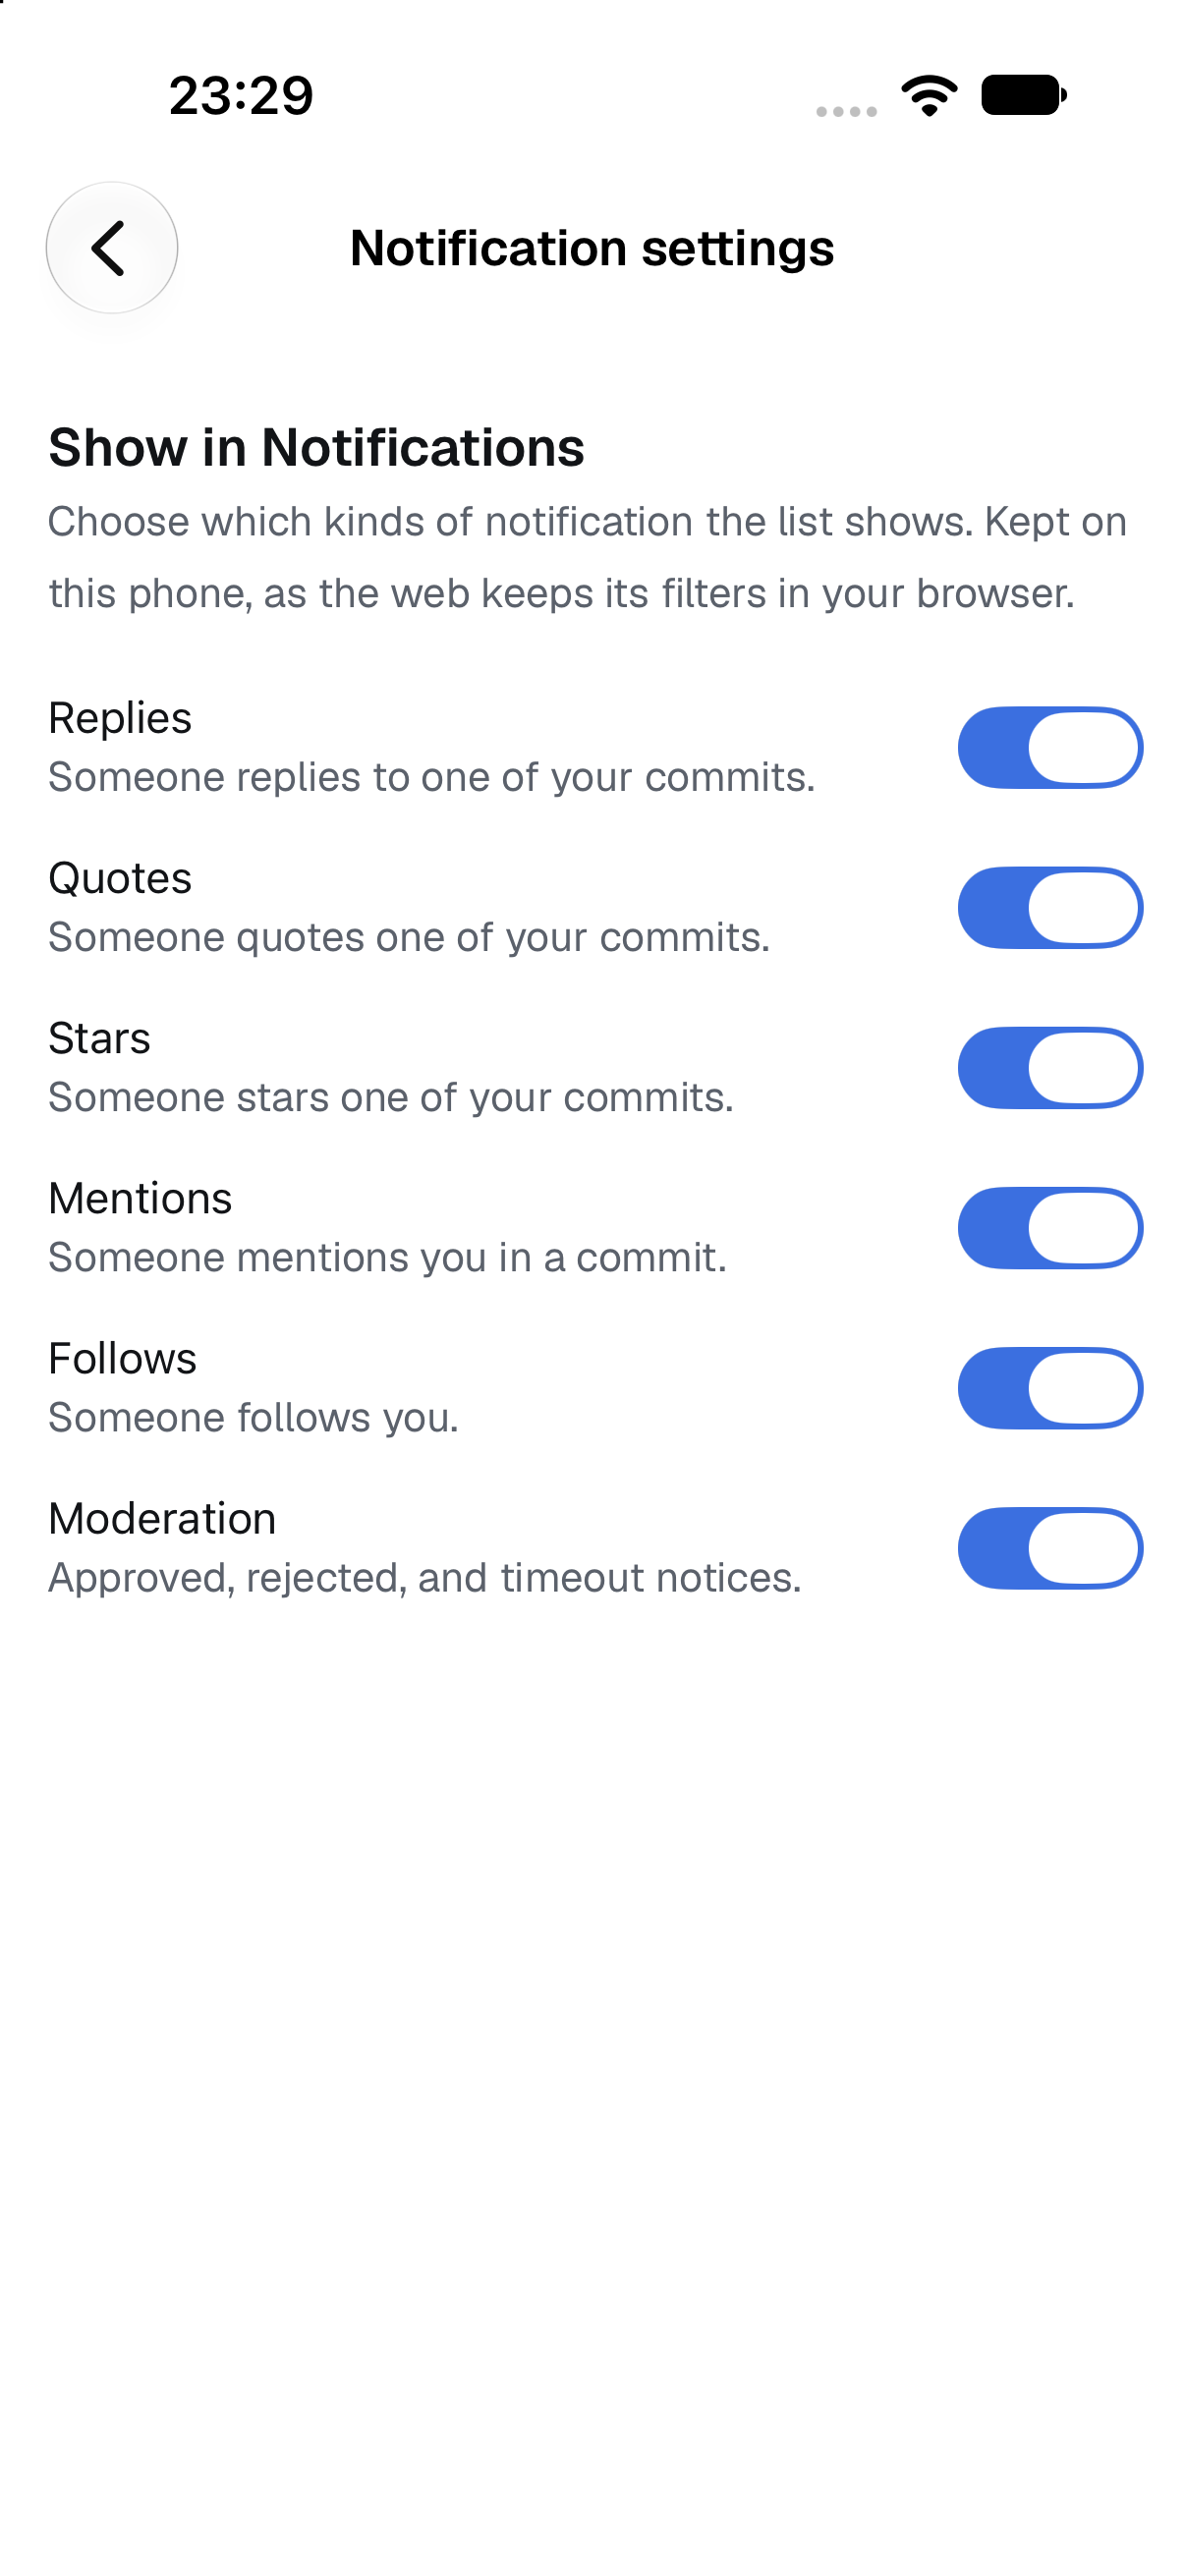 23:29
Notification settings
Show in Notifications
Choose which kinds of notification the list shows. Kept on
this phone, as the web keeps its filters in your browser.
Replies
Someone replies to one of your commits.
Quotes
Someone quotes one of your commits.
Stars
Someone stars one of your commits.
Mentions
Someone mentions you in a commit.
Follows
Someone follows you.
Moderation
Approved, rejected, and timeout notices.